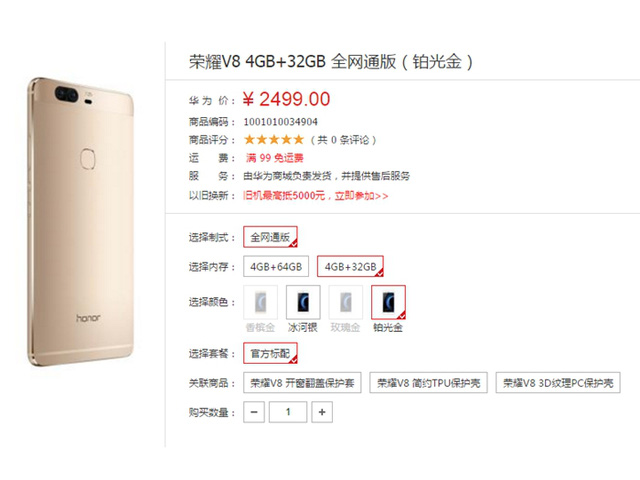 荣耀V8 4GB+32GB 全网通版（铂光金）
华 为 价： ¥ 2499.00
商品编码： 1001010034904
商品评分： （ 共 0 条评论 ）
运 费： 满 99 免运费
服 务： 由华为商城负责发货，并提供售后服务
以旧换新： 旧机最高抵5000元，立即参加>>
选择制式： 全网通版
选择内存： 4GB+64GB 4GB+32GB
选择颜色：
香槟金 冰河银 玫瑰金 铂光金
选择套餐： 官方标配
关联商品： 荣耀V8 开窗翻盖保护套 荣耀V8 简约TPU保护壳 荣耀V8 3D纹理PC保护壳
购买数量： − 1 +
honor